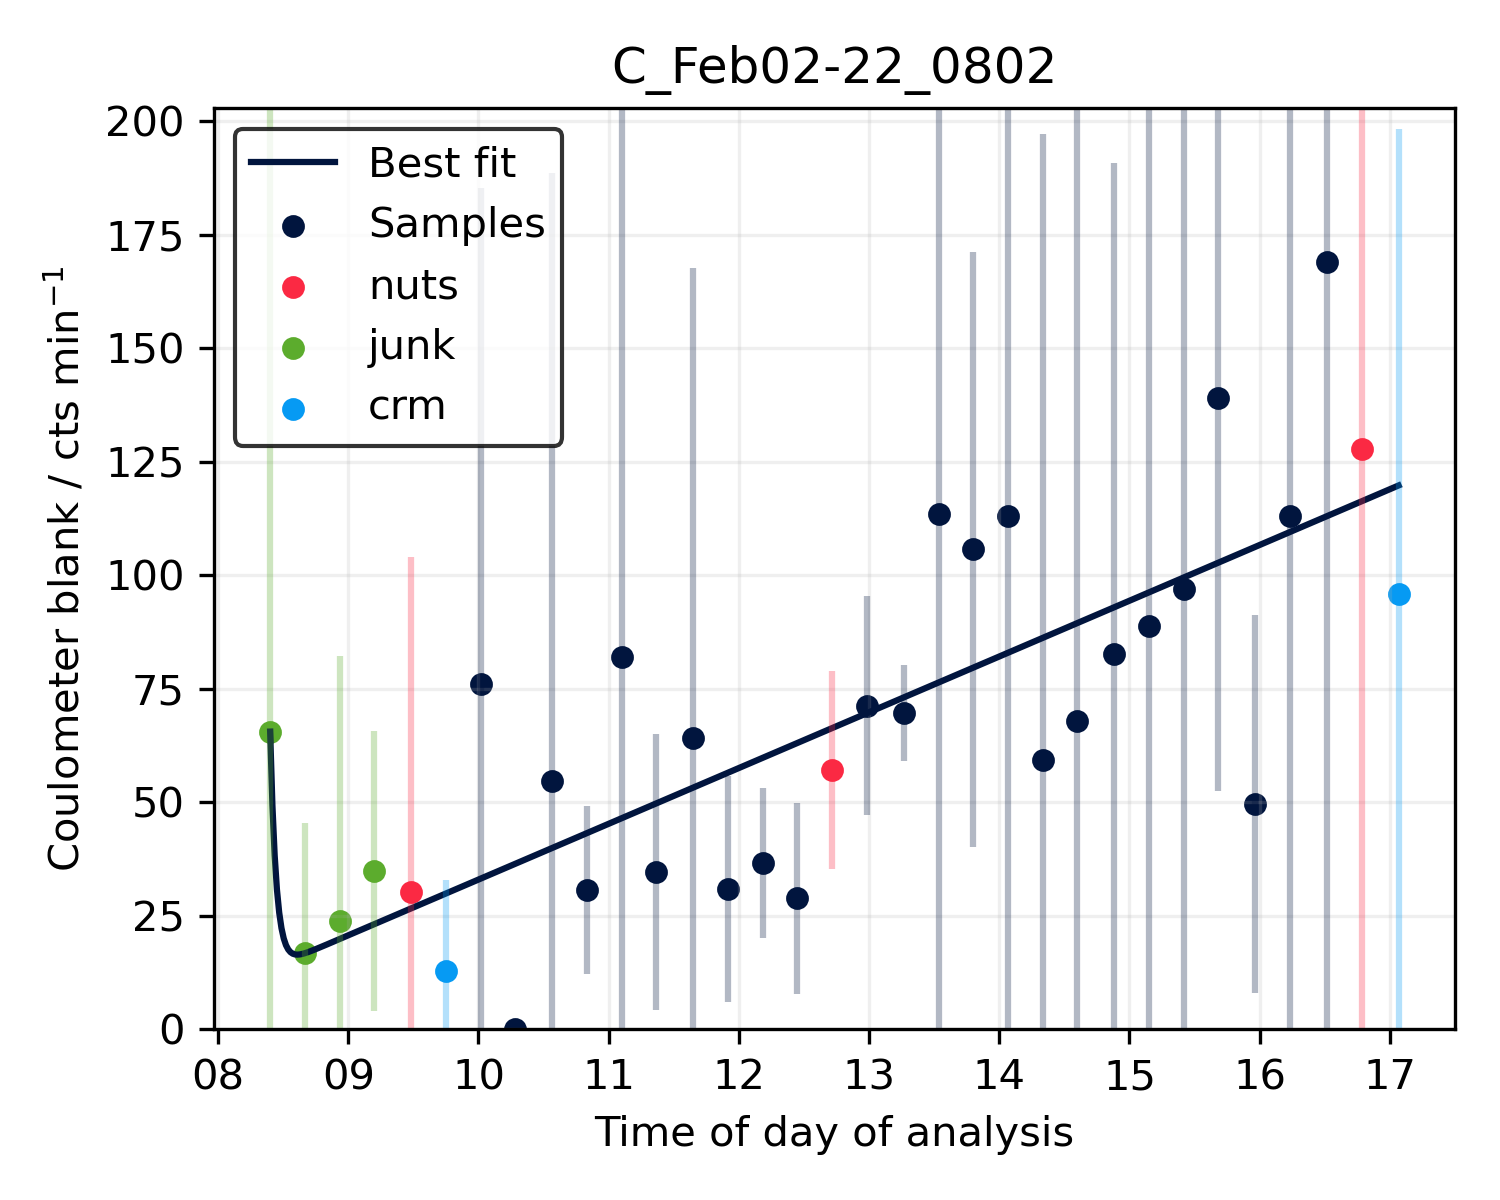 C_Feb02-22_0802
Coulometer blank / cts min⁻¹
200
175
150
125
100
75
50
25
0
Best fit
Samples
nuts
junk
crm
08 09 10 11 12 13 14 15 16 17
Time of day of analysis